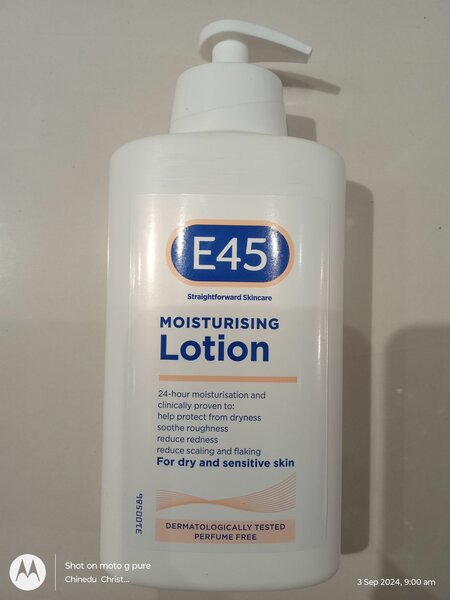 E45
Straightforward Skincare
MOISTURISING
Lotion
24-hour moisturisation and
clinically proven to:
help protect from dryness
soothe roughness
reduce redness
reduce scaling and flaking
For dry and sensitive skin
3100586
DERMATOLOGICALLY TESTED
PERFUME FREE
Shot on moto g pure
Chinedu Christ...
3 Sep 2024, 9:00 am